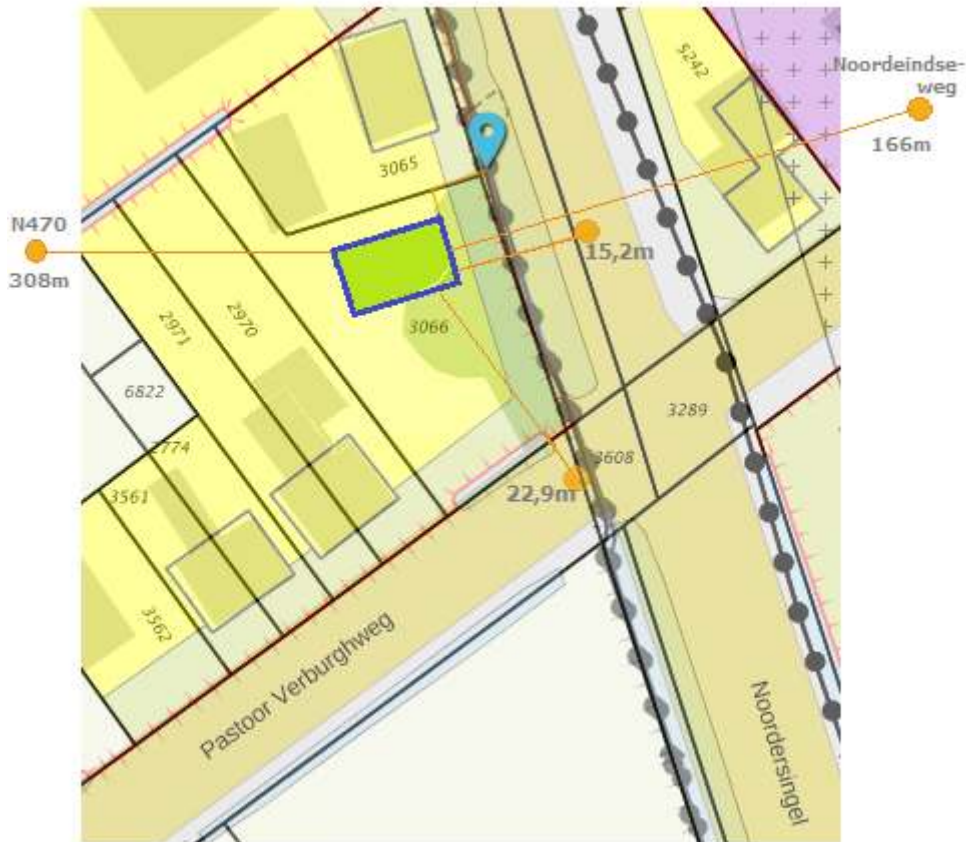 5242
Noordeindse-
weg
166m
3065
N470
308m
15,2m
3066
2971
2970
6822
2774
3561
3289
3608
22,9m
3562
Pastoor Verburghweg
Noordersingel